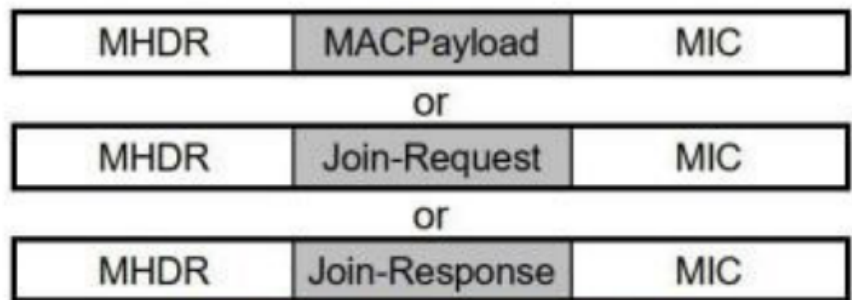 MHDR MACPayload MIC
or
MHDR Join-Request MIC
or
MHDR Join-Response MIC